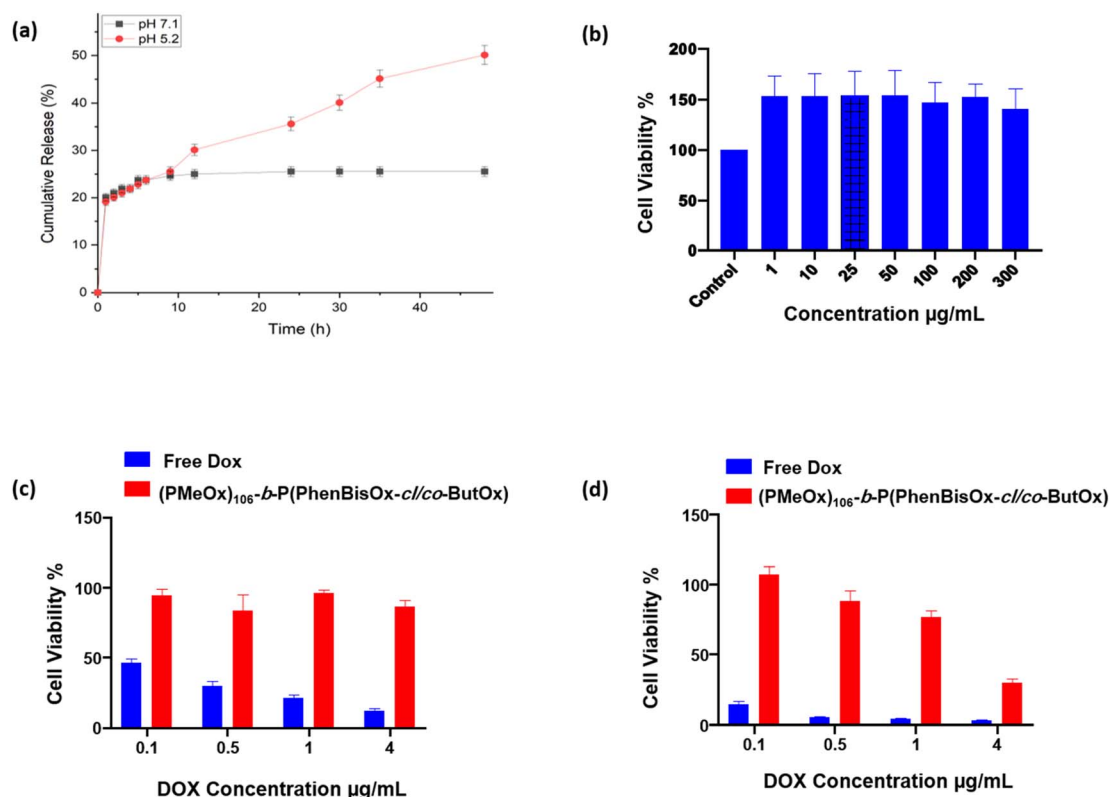 (a)
pH 7.1
pH 5.2
50
40
30
20
10
0
Cumulative Release (%)
0 10 20 30 40
Time (h)
(b)
200
150
100
50
0
Cell Viability %
Control 1 10 25 50 100 200 300
Concentration µg/mL
(c)
Free Dox
(PMeOx)106-b-P(PhenBisOx-cl/co-ButOx)
150
100
50
0
Cell Viability %
0.1 0.5 1 4
DOX Concentration µg/mL
(d)
Free Dox
(PMeOx)106-b-P(PhenBisOx-cl/co-ButOx)
150
100
50
0
Cell Viability %
0.1 0.5 1 4
DOX Concentration µg/mL